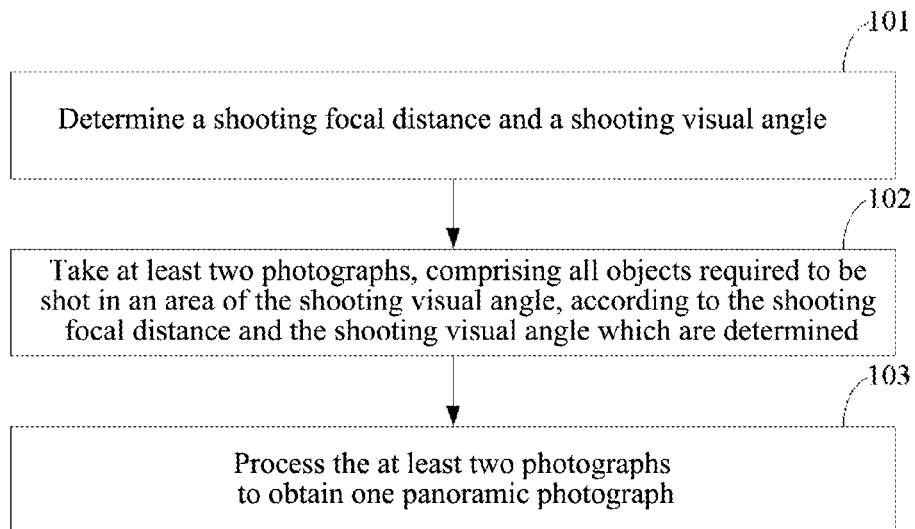 101
Determine a shooting focal distance and a shooting visual angle
102
Take at least two photographs, comprising all objects required to be
shot in an area of the shooting visual angle, according to the shooting
focal distance and the shooting visual angle which are determined
103
Process the at least two photographs
to obtain one panoramic photograph